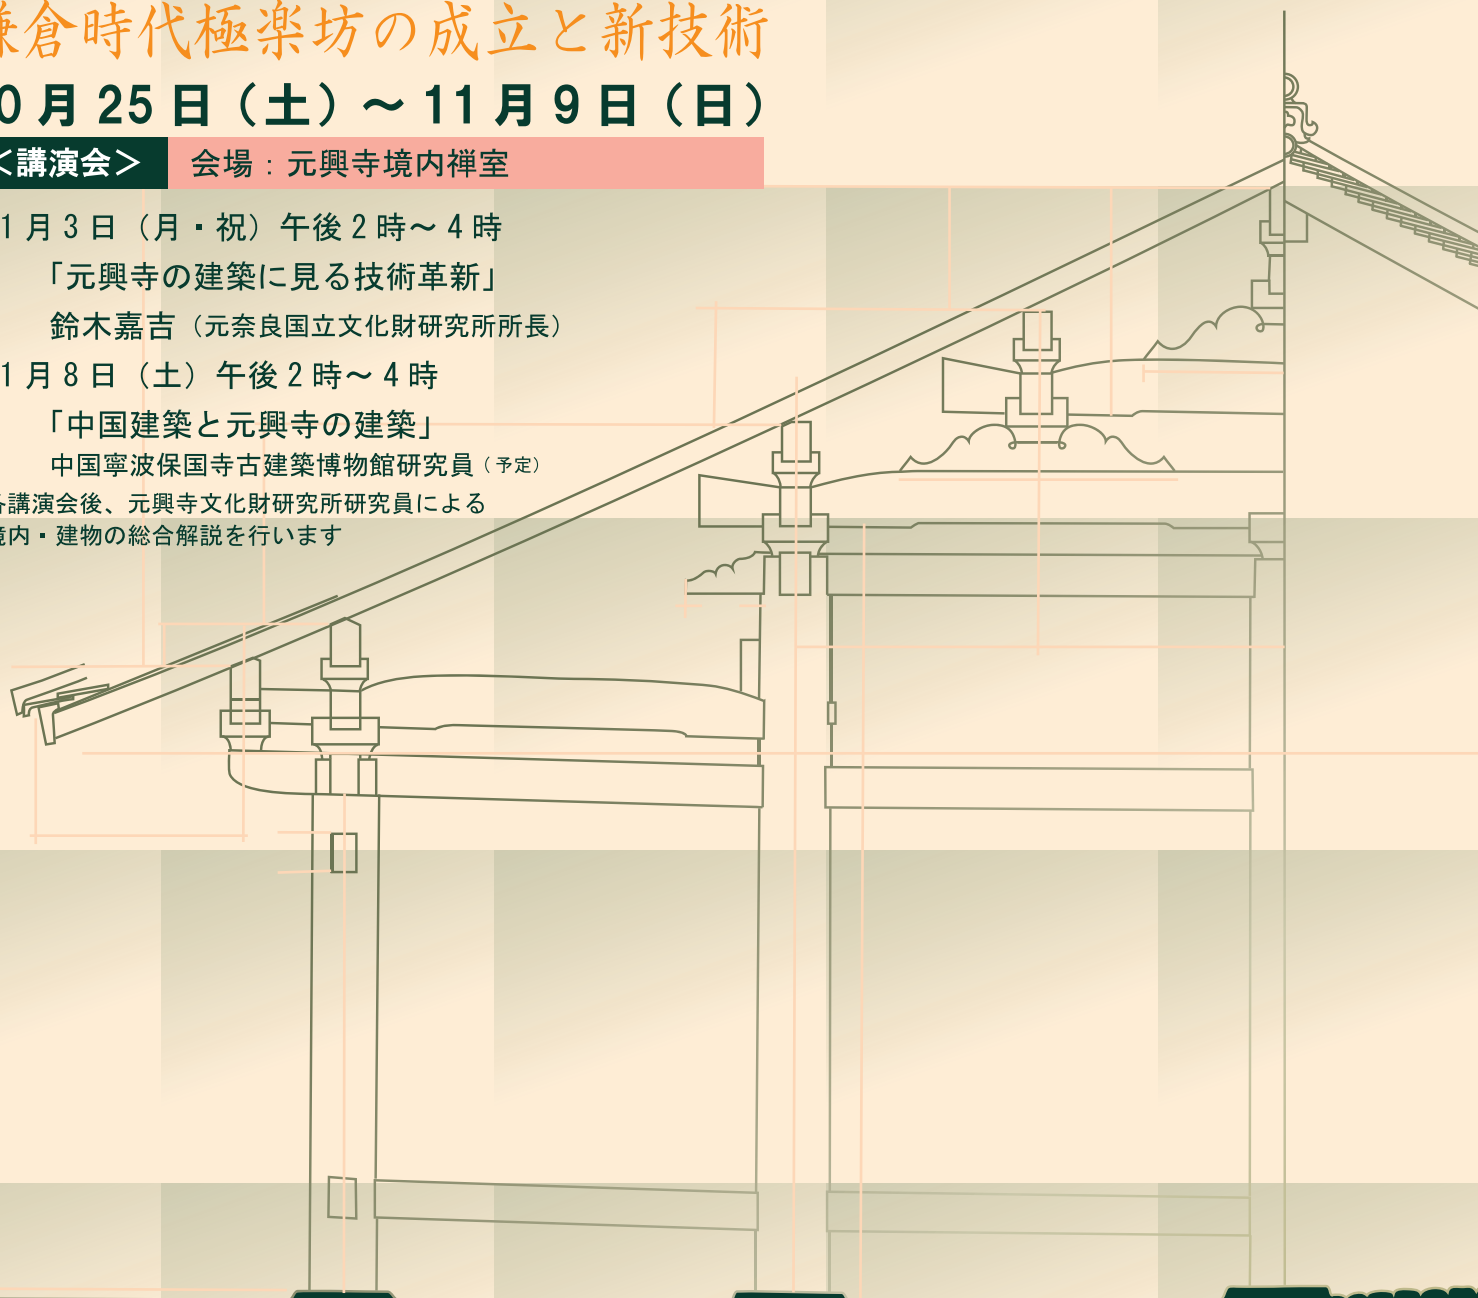 鎌倉時代極楽坊の成立と新技術
0月25日（土）～11月9日（日）
＜講演会＞ 会場：元興寺境内禅室
1月3日（月・祝）午後2時～4時
「元興寺の建築に見る技術革新」
鈴木嘉吉（元奈良国立文化財研究所所長）
1月8日（土）午後2時～4時
「中国建築と元興寺の建築」
中国寧波保国寺古建築博物館研究員（予定）
各講演会後、元興寺文化財研究所研究員による
境内・建物の総合解説を行います